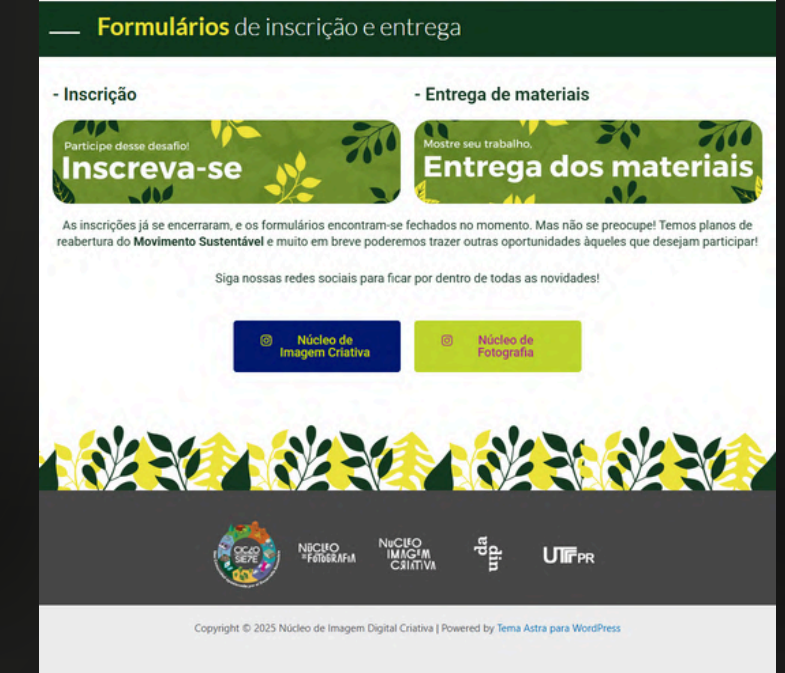 Formulários de inscrição e entrega
- Inscrição
- Entrega de materiais
Participe desse desafio!
Inscreva-se
Mostre seu trabalho,
Entrega dos materiais
As inscrições já se encerraram, e os formulários encontram-se fechados no momento. Mas não se preocupe! Temos planos de
reabertura do Movimento Sustentável e muito em breve poderemos trazer outras oportunidades àqueles que desejam participar!
Siga nossas redes sociais para ficar por dentro de todas as novidades!
Núcleo de
Imagem Criativa
Núcleo de
Fotografia
CICLO
SE7E
NÚCLEO
DE FOTOGRAFIA
NÚCLEO
IMAGEM
CRIATIVA
UTFPR
Copyright © 2025 Núcleo de Imagem Digital Criativa | Powered by Tema Astra para WordPress